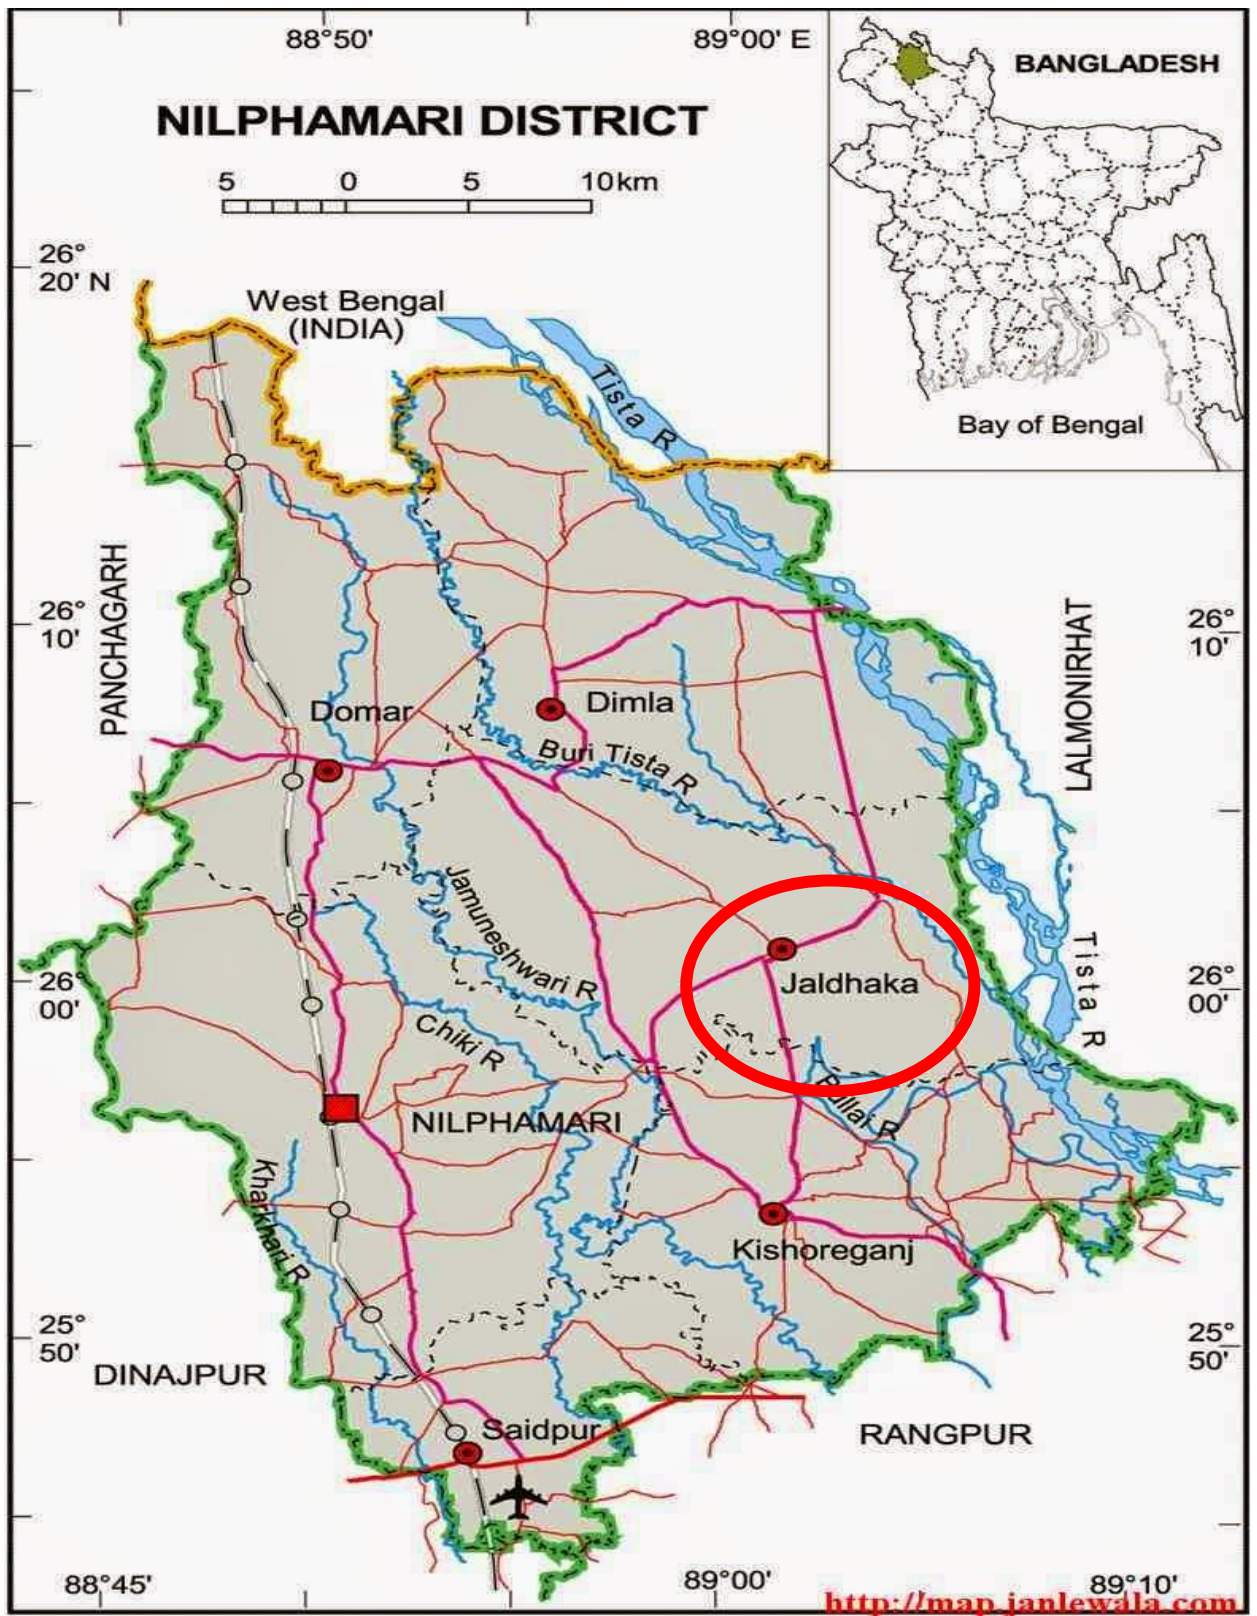 88°50'
89°00' E
BANGLADESH
NILPHAMARI DISTRICT
5 0 5 10km
26°
20' N
West Bengal
(INDIA)
Tista R
Bay of Bengal
PANCHAGARH
26°
10'
LALMONIRHAT
26°
10'
Domar
Dimla
Buri Tista R
Jamuneshwari R
Jaldhaka
Tista R
26°
00'
26°
00'
Chiki R
Bullai R
NILPHAMARI
Kharkhari R
Kishoreganj
25°
50'
25°
50'
DINAJPUR
Saidpur
RANGPUR
88°45'
89°00'
89°10'
http://map.janlewala.com